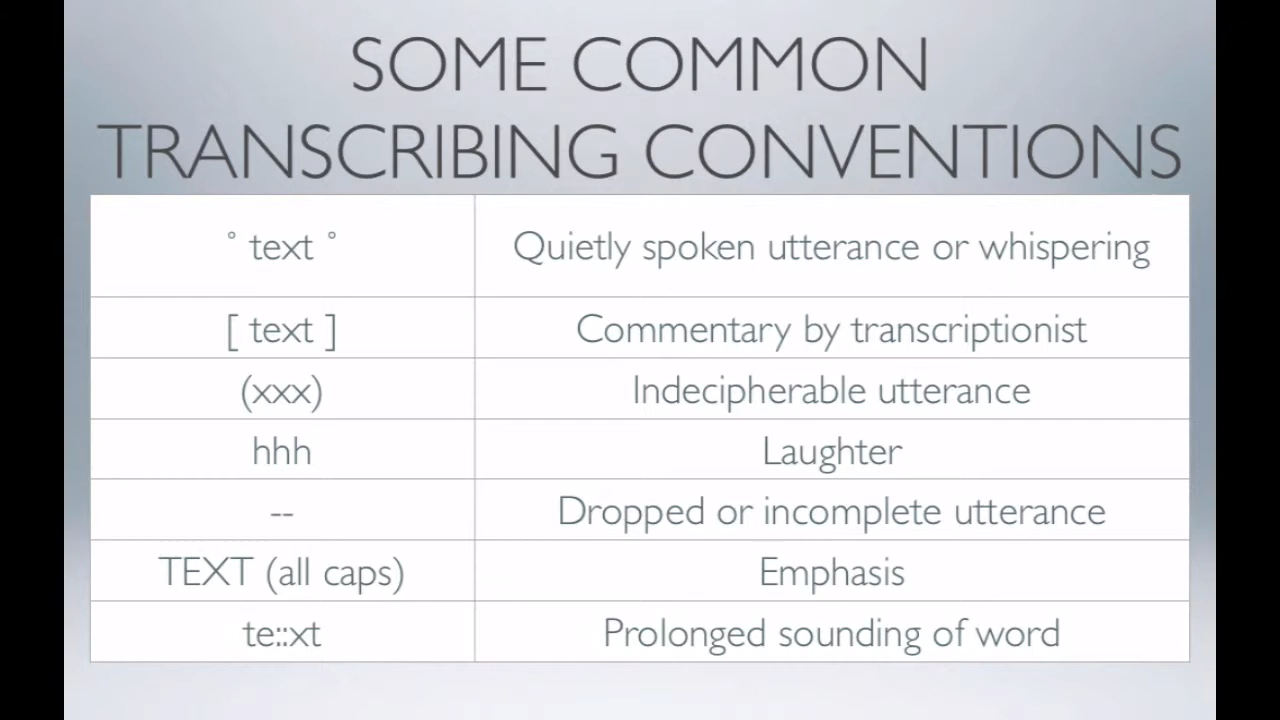 SOME COMMON
TRANSCRIBING CONVENTIONS
° text ° Quietly spoken utterance or whispering
[ text ] Commentary by transcriptionist
(xxx) Indecipherable utterance
hhh Laughter
-- Dropped or incomplete utterance
TEXT (all caps) Emphasis
te::xt Prolonged sounding of word